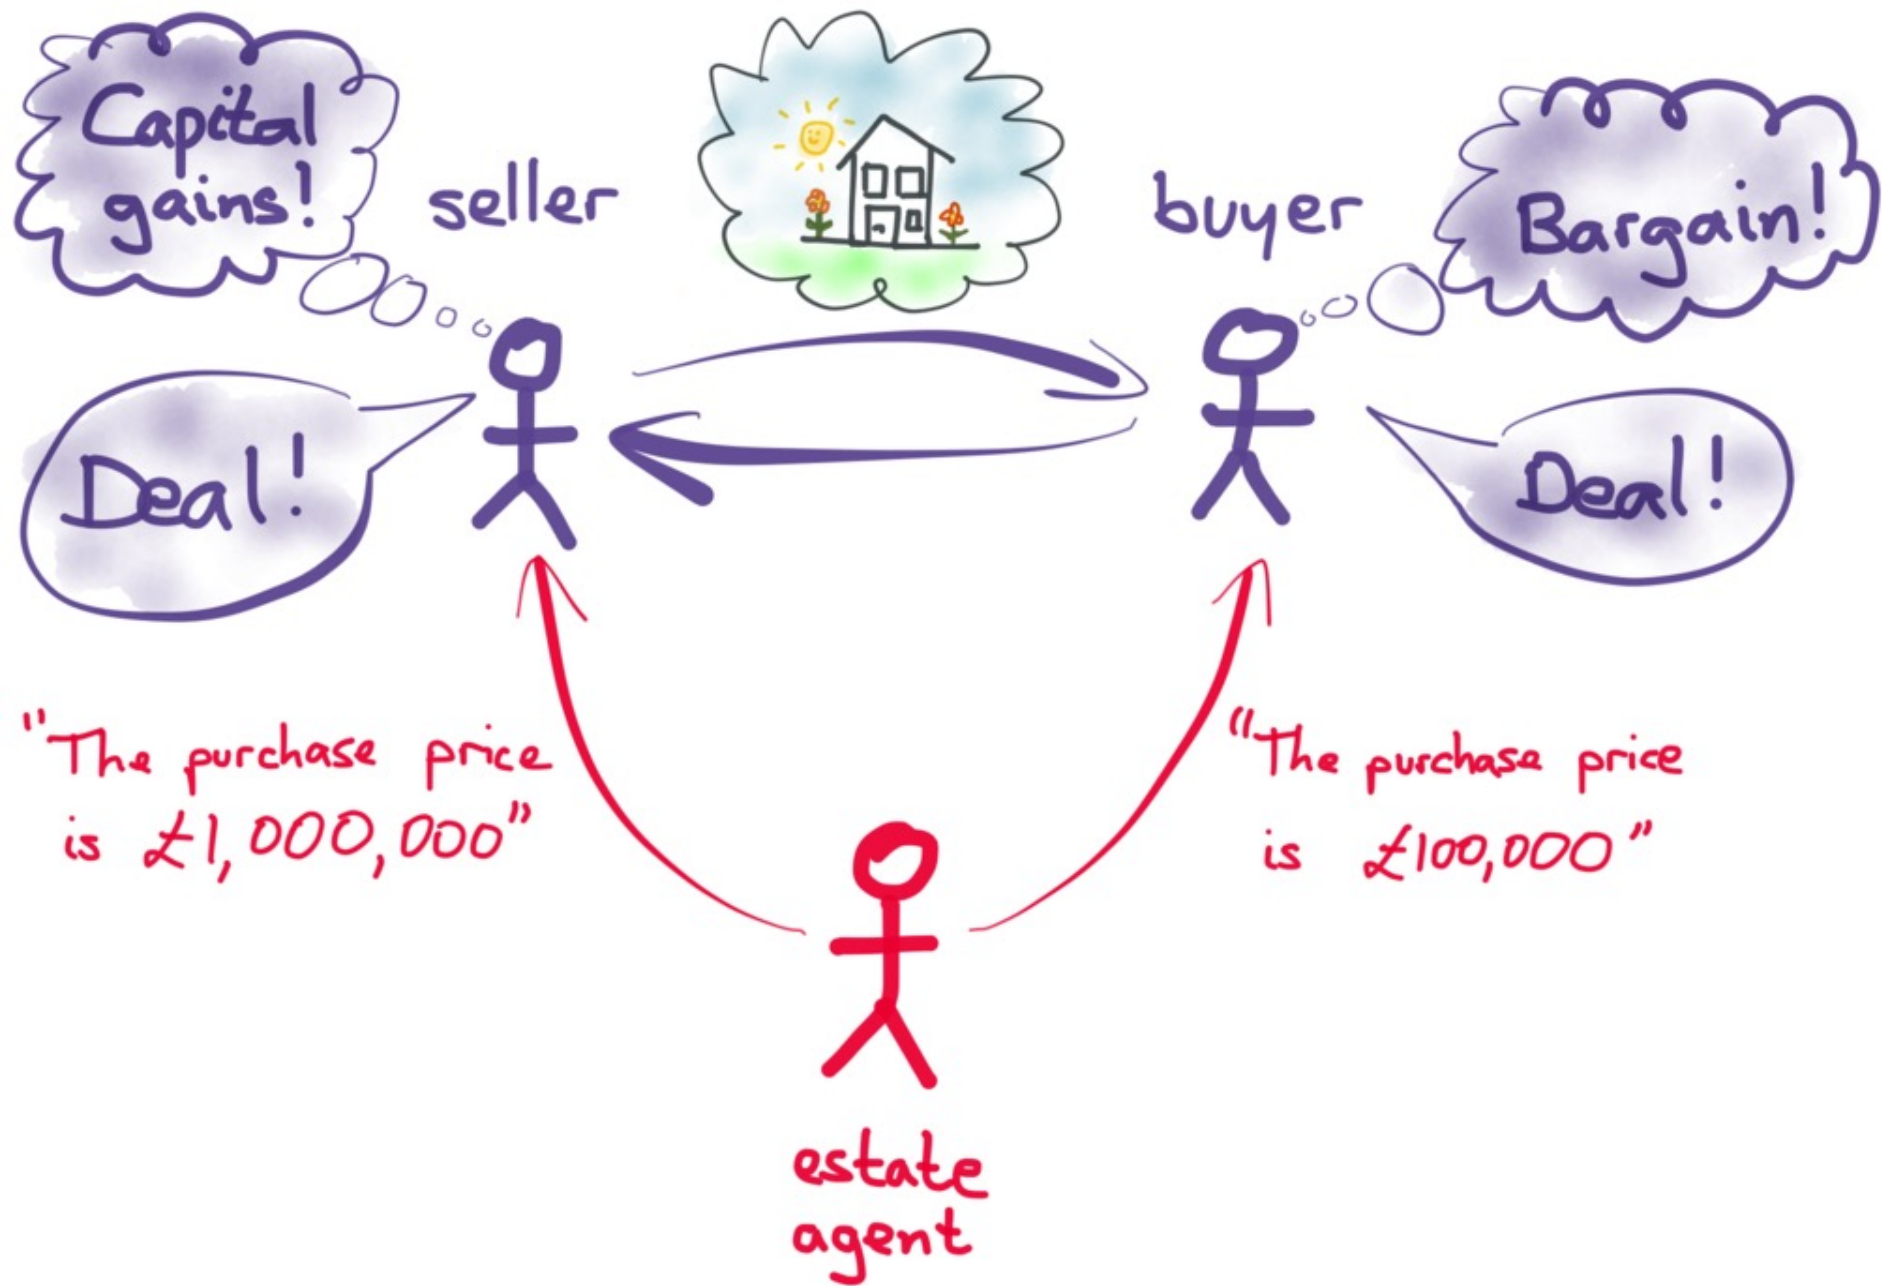 Capital
gains!
seller
buyer
Bargain!
Deal!
Deal!
"The purchase price
is £1,000,000"
"The purchase price
is £100,000"
estate
agent